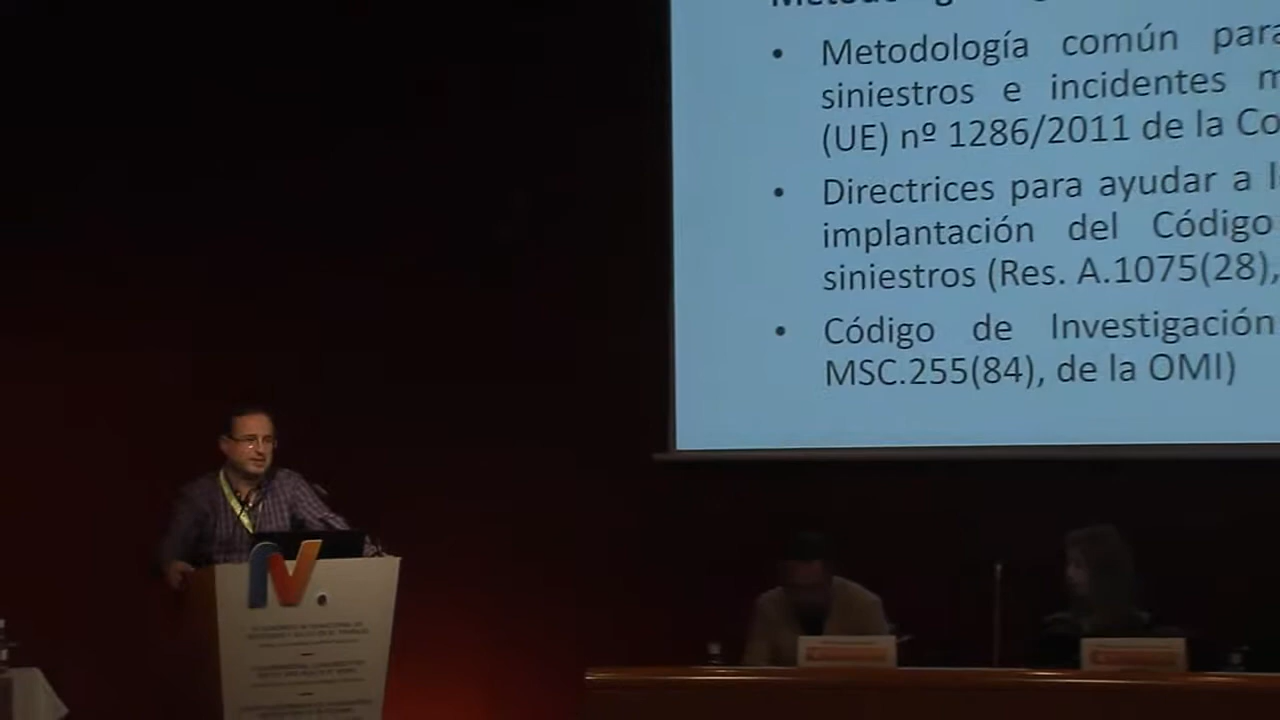 Metodología común para
siniestros e incidentes m
(UE) nº 1286/2011 de la Co
Directrices para ayudar a l
implantación del Código
siniestros (Res. A.1075(28),
Código de Investigación
MSC.255(84), de la OMI)